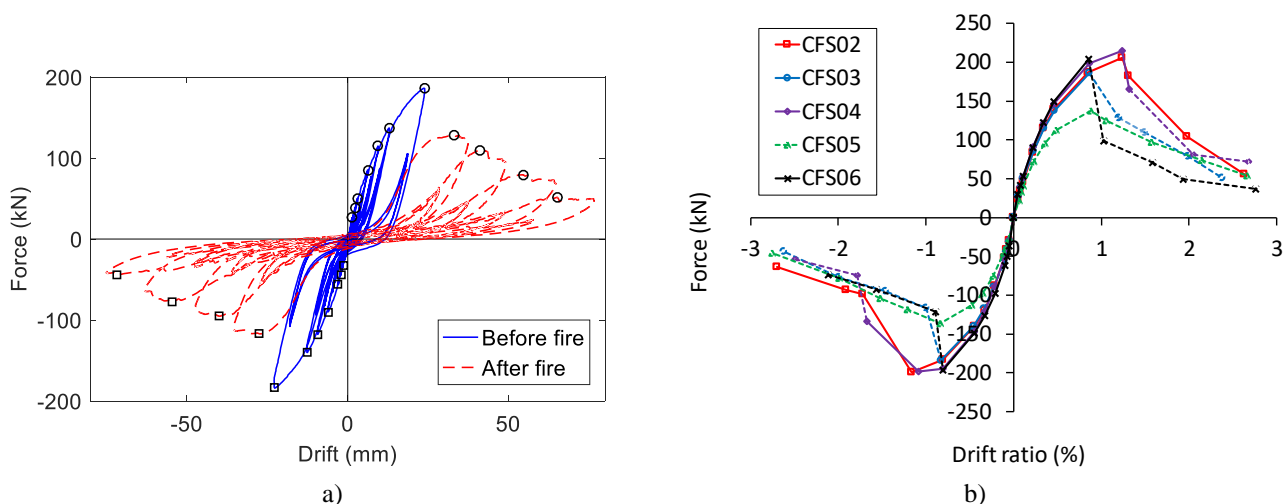 200
100
0
-100
-200
Force (kN)
-50
0
50
Drift (mm)
Before fire
After fire
a)
CFS02
CFS03
CFS04
CFS05
CFS06
250
200
150
100
50
0
-50
-100
-150
-200
-250
-3
-2
-1
0
1
2
3
Force (kN)
Drift ratio (%)
b)